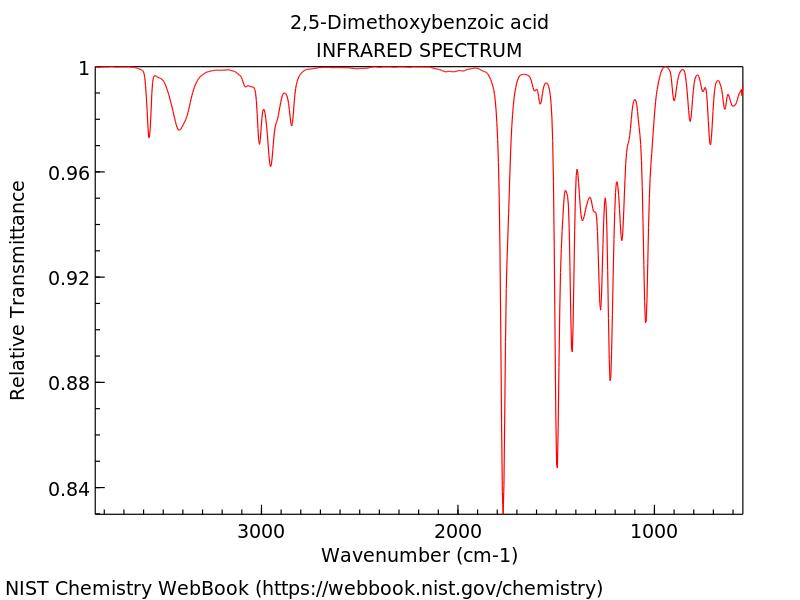 2,5-Dimethoxybenzoic acid
INFRARED SPECTRUM
Relative Transmittance
1
0.96
0.92
0.88
0.84
3000 2000 1000
Wavenumber (cm-1)
NIST Chemistry WebBook (https://webbook.nist.gov/chemistry)